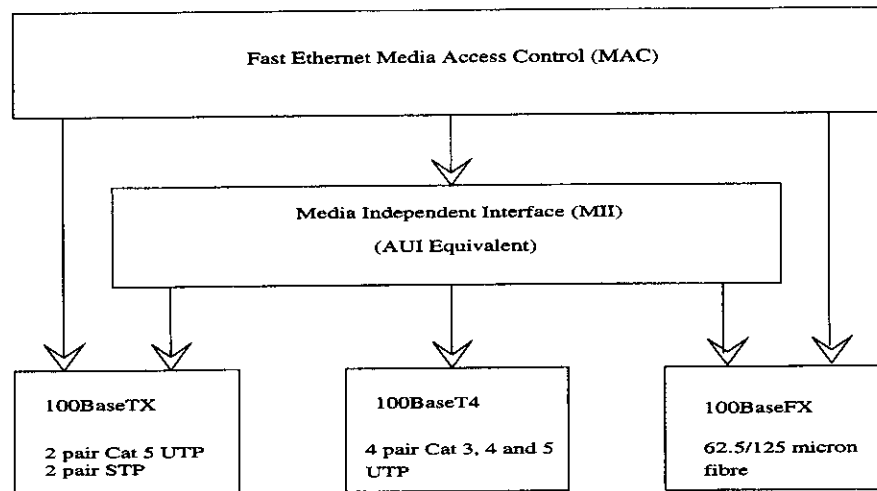 Fast Ethernet Media Access Control (MAC)
Media Independent Interface (MII)
(AUI Equivalent)
100BaseTX
2 pair Cat 5 UTP
2 pair STP
100BaseT4
4 pair Cat 3, 4 and 5
UTP
100BaseFX
62.5/125 micron
fibre